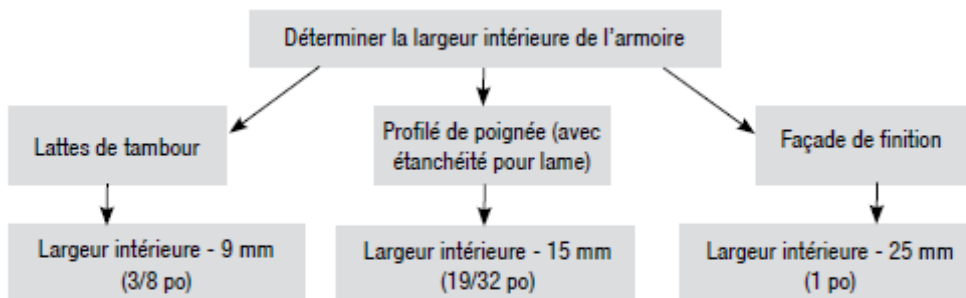 Déterminer la largeur intérieure de l'armoire
Lattes de tambour
Profilé de poignée (avec
étanchéité pour lame)
Façade de finition
Largeur intérieure - 9 mm
(3/8 po)
Largeur intérieure - 15 mm
(19/32 po)
Largeur intérieure - 25 mm
(1 po)